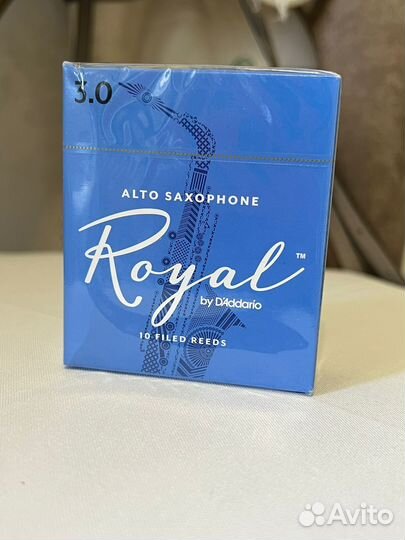 3.0
ALTO SAXOPHONE
Royal™
by D'Addario
10 FILED REEDS
Avito